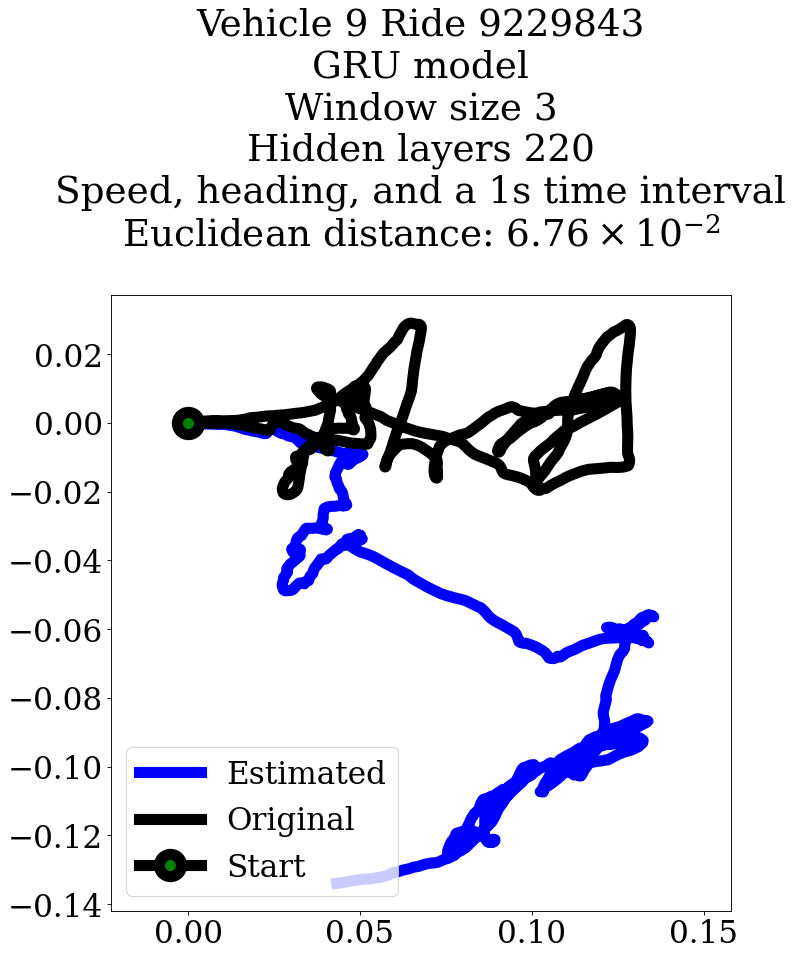 Vehicle 9 Ride 9229843
GRU model
Window size 3
Hidden layers 220
Speed, heading, and a 1s time interval
Euclidean distance: 6.76 × 10⁻²
0.02
0.00
−0.02
−0.04
−0.06
−0.08
−0.10
−0.12
−0.14
Estimated
Original
Start
0.00 0.05 0.10 0.15